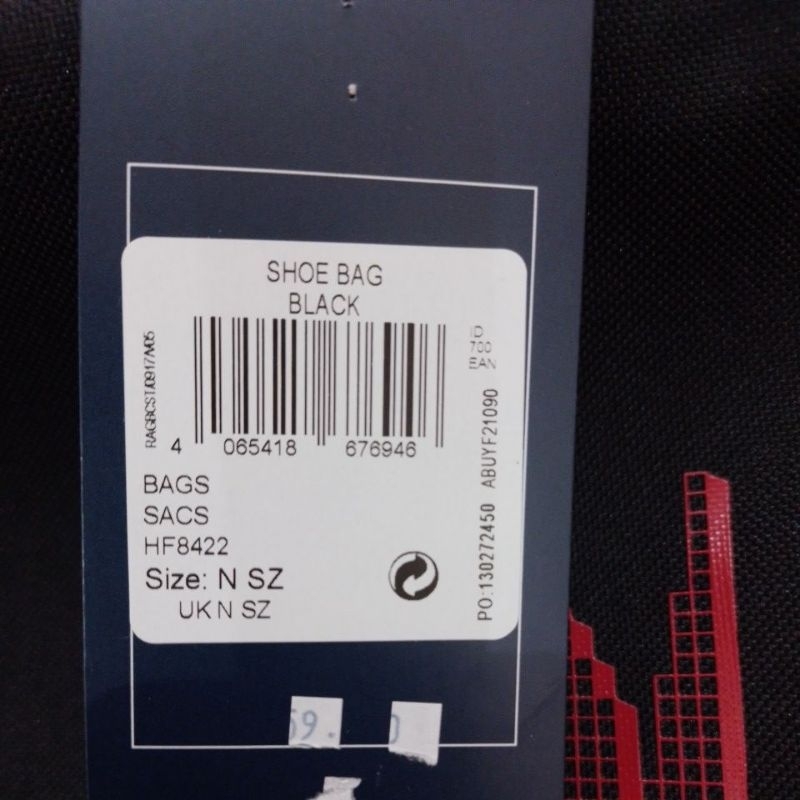 SHOE BAG
BLACK
ID
700
EAN
4 065418 676946
BAGS
SACS
HF8422
Size: N SZ
UK N SZ
PO:130272450 ABUYF21090
59.